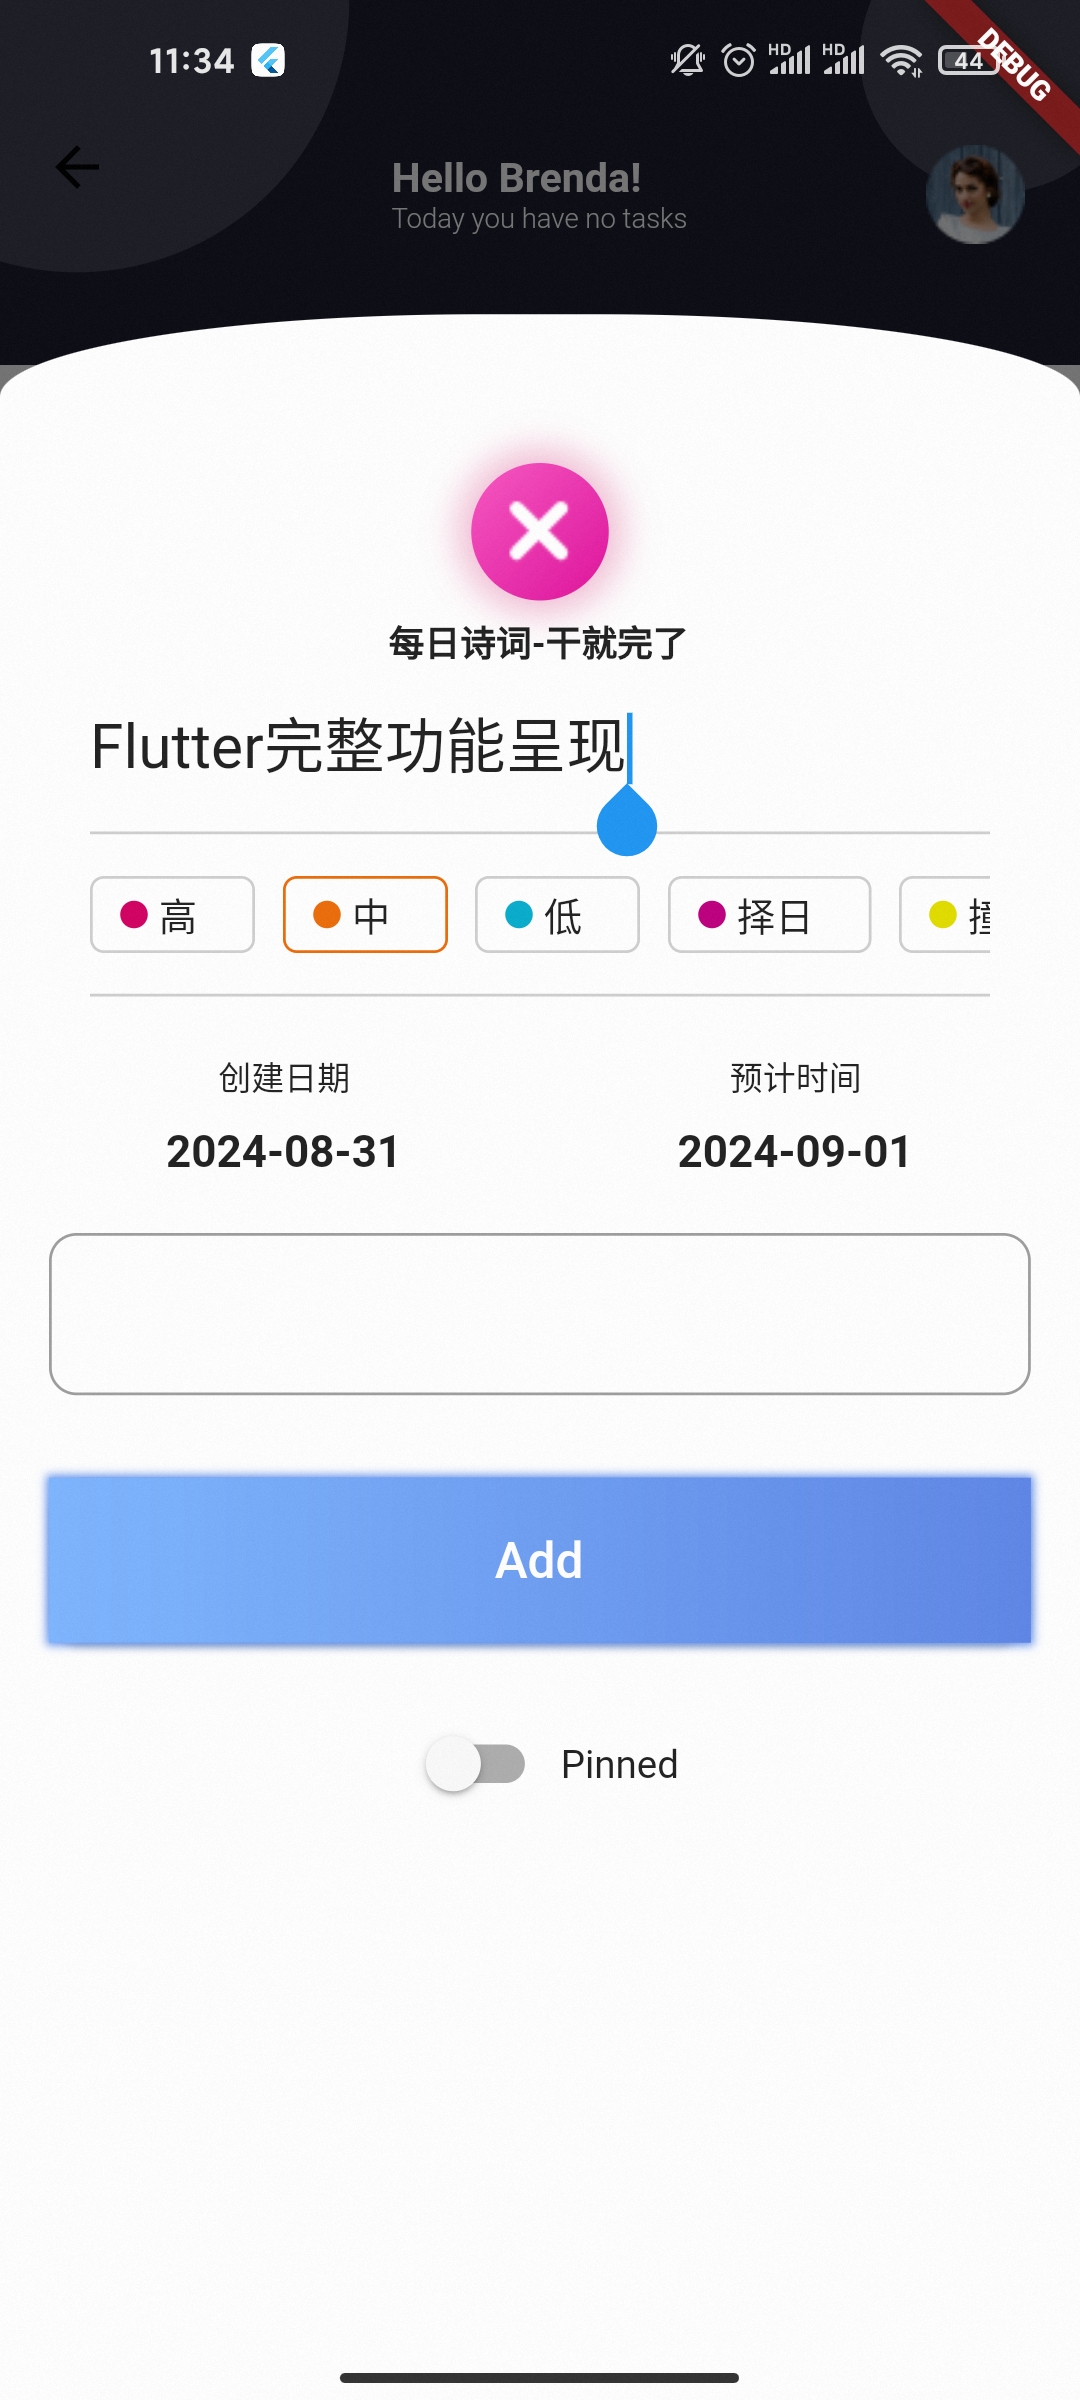 11:34
HD HD 44
DEBUG
Hello Brenda!
Today you have no tasks
每日诗词-干就完了
Flutter完整功能呈现
高 中 低 择日
创建日期 预计时间
2024-08-31 2024-09-01
Add
Pinned